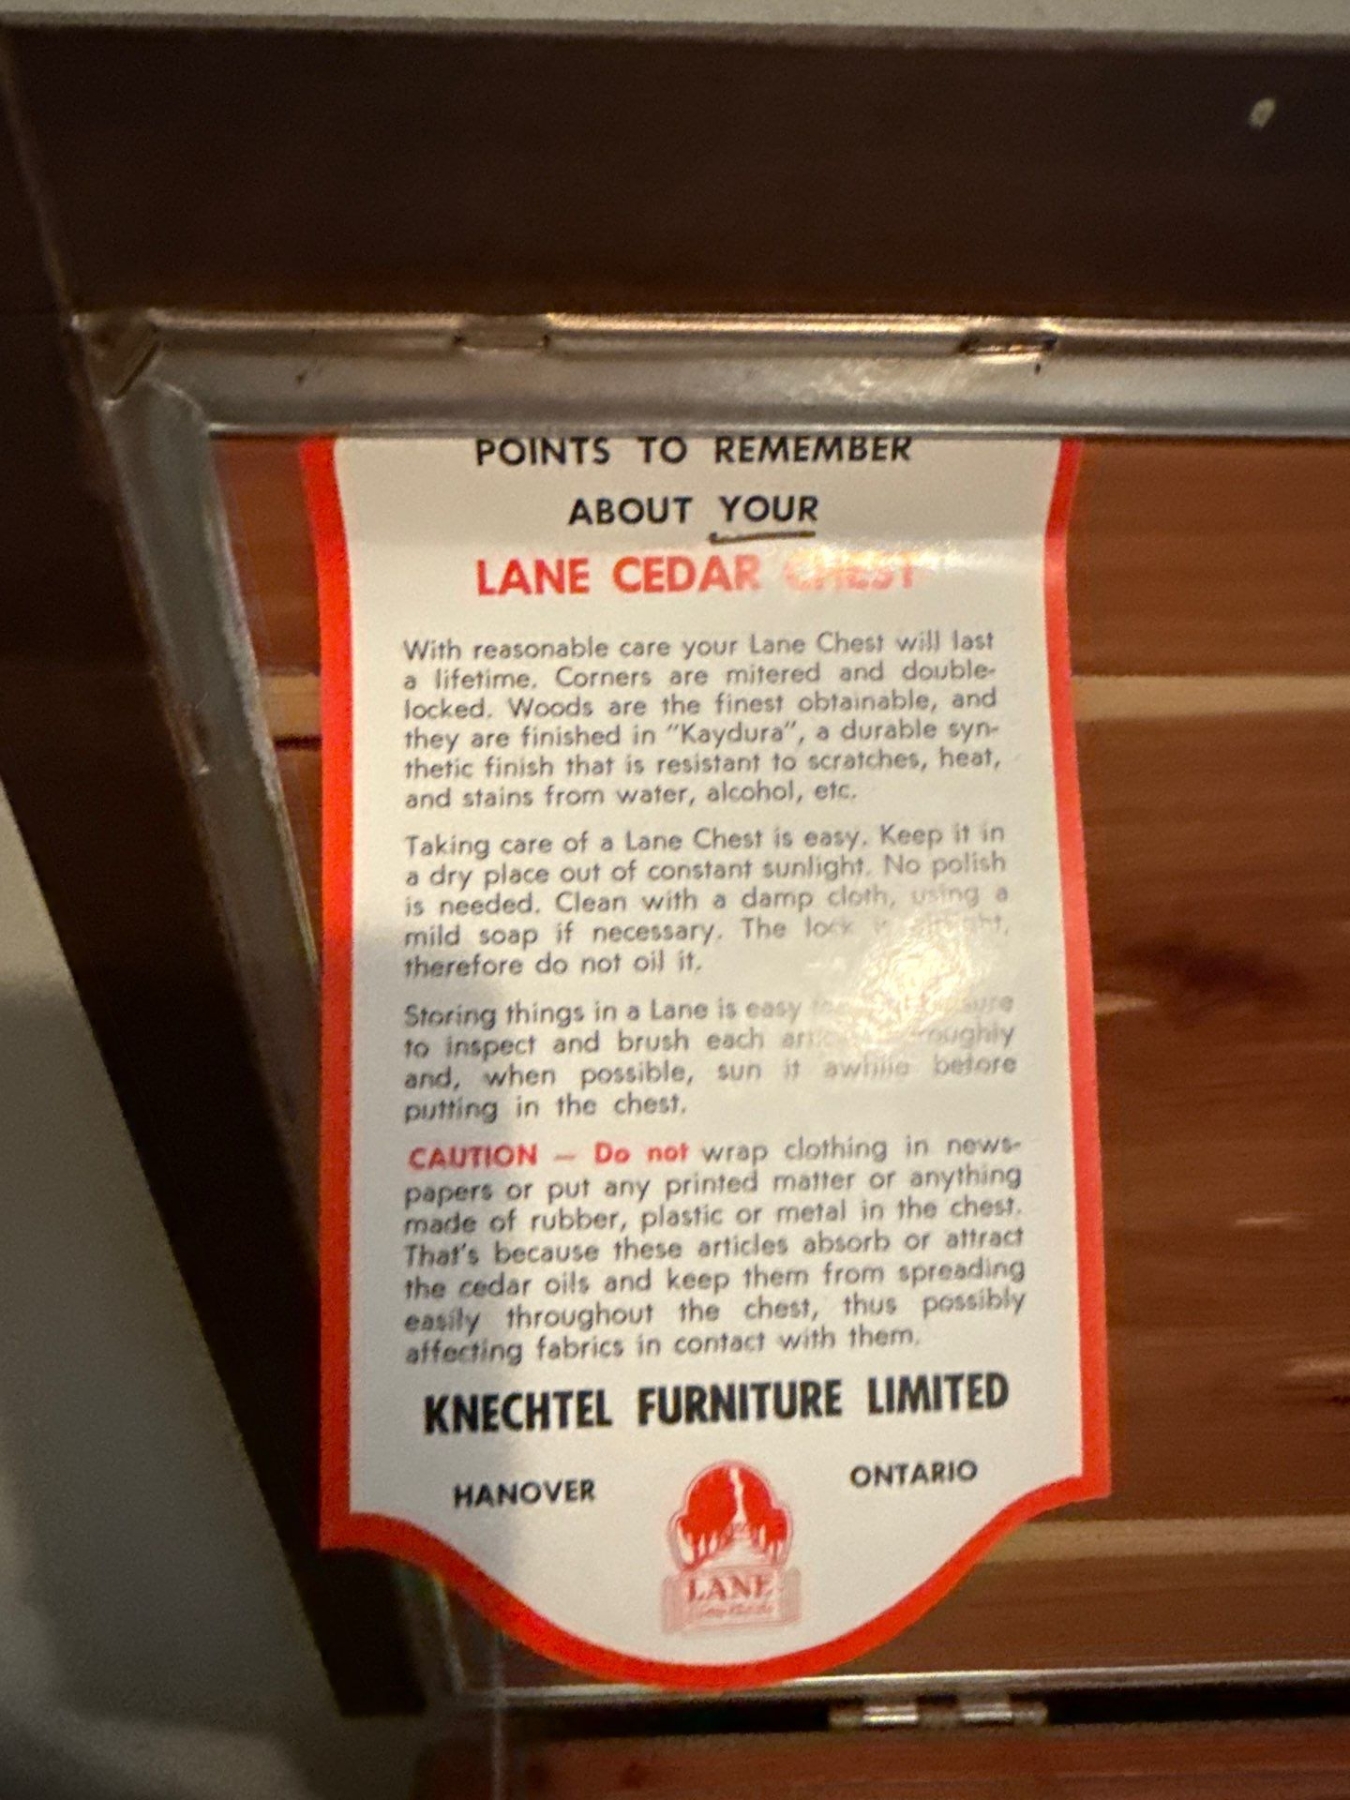 POINTS TO REMEMBER
ABOUT YOUR
LANE CEDAR CHEST
With reasonable care your Lane Chest will last
a lifetime. Corners are mitered and double-
locked. Woods are the finest obtainable, and
they are finished in "Kaydura", a durable syn-
thetic finish that is resistant to scratches, heat,
and stains from water, alcohol, etc.
Taking care of a Lane Chest is easy. Keep it in
a dry place out of constant sunlight. No polish
is needed. Clean with a damp cloth, using a
mild soap if necessary. The lock is
therefore do not oil it.
Storing things in a Lane is easy
to inspect and brush each article thoroughly
and, when possible, sun it awhile before
putting in the chest.
CAUTION — Do not wrap clothing in news-
papers or put any printed matter or anything
made of rubber, plastic or metal in the chest.
That's because these articles absorb or attract
the cedar oils and keep them from spreading
easily throughout the chest, thus possibly
affecting fabrics in contact with them.
KNECHTEL FURNITURE LIMITED
HANOVER ONTARIO
LANE